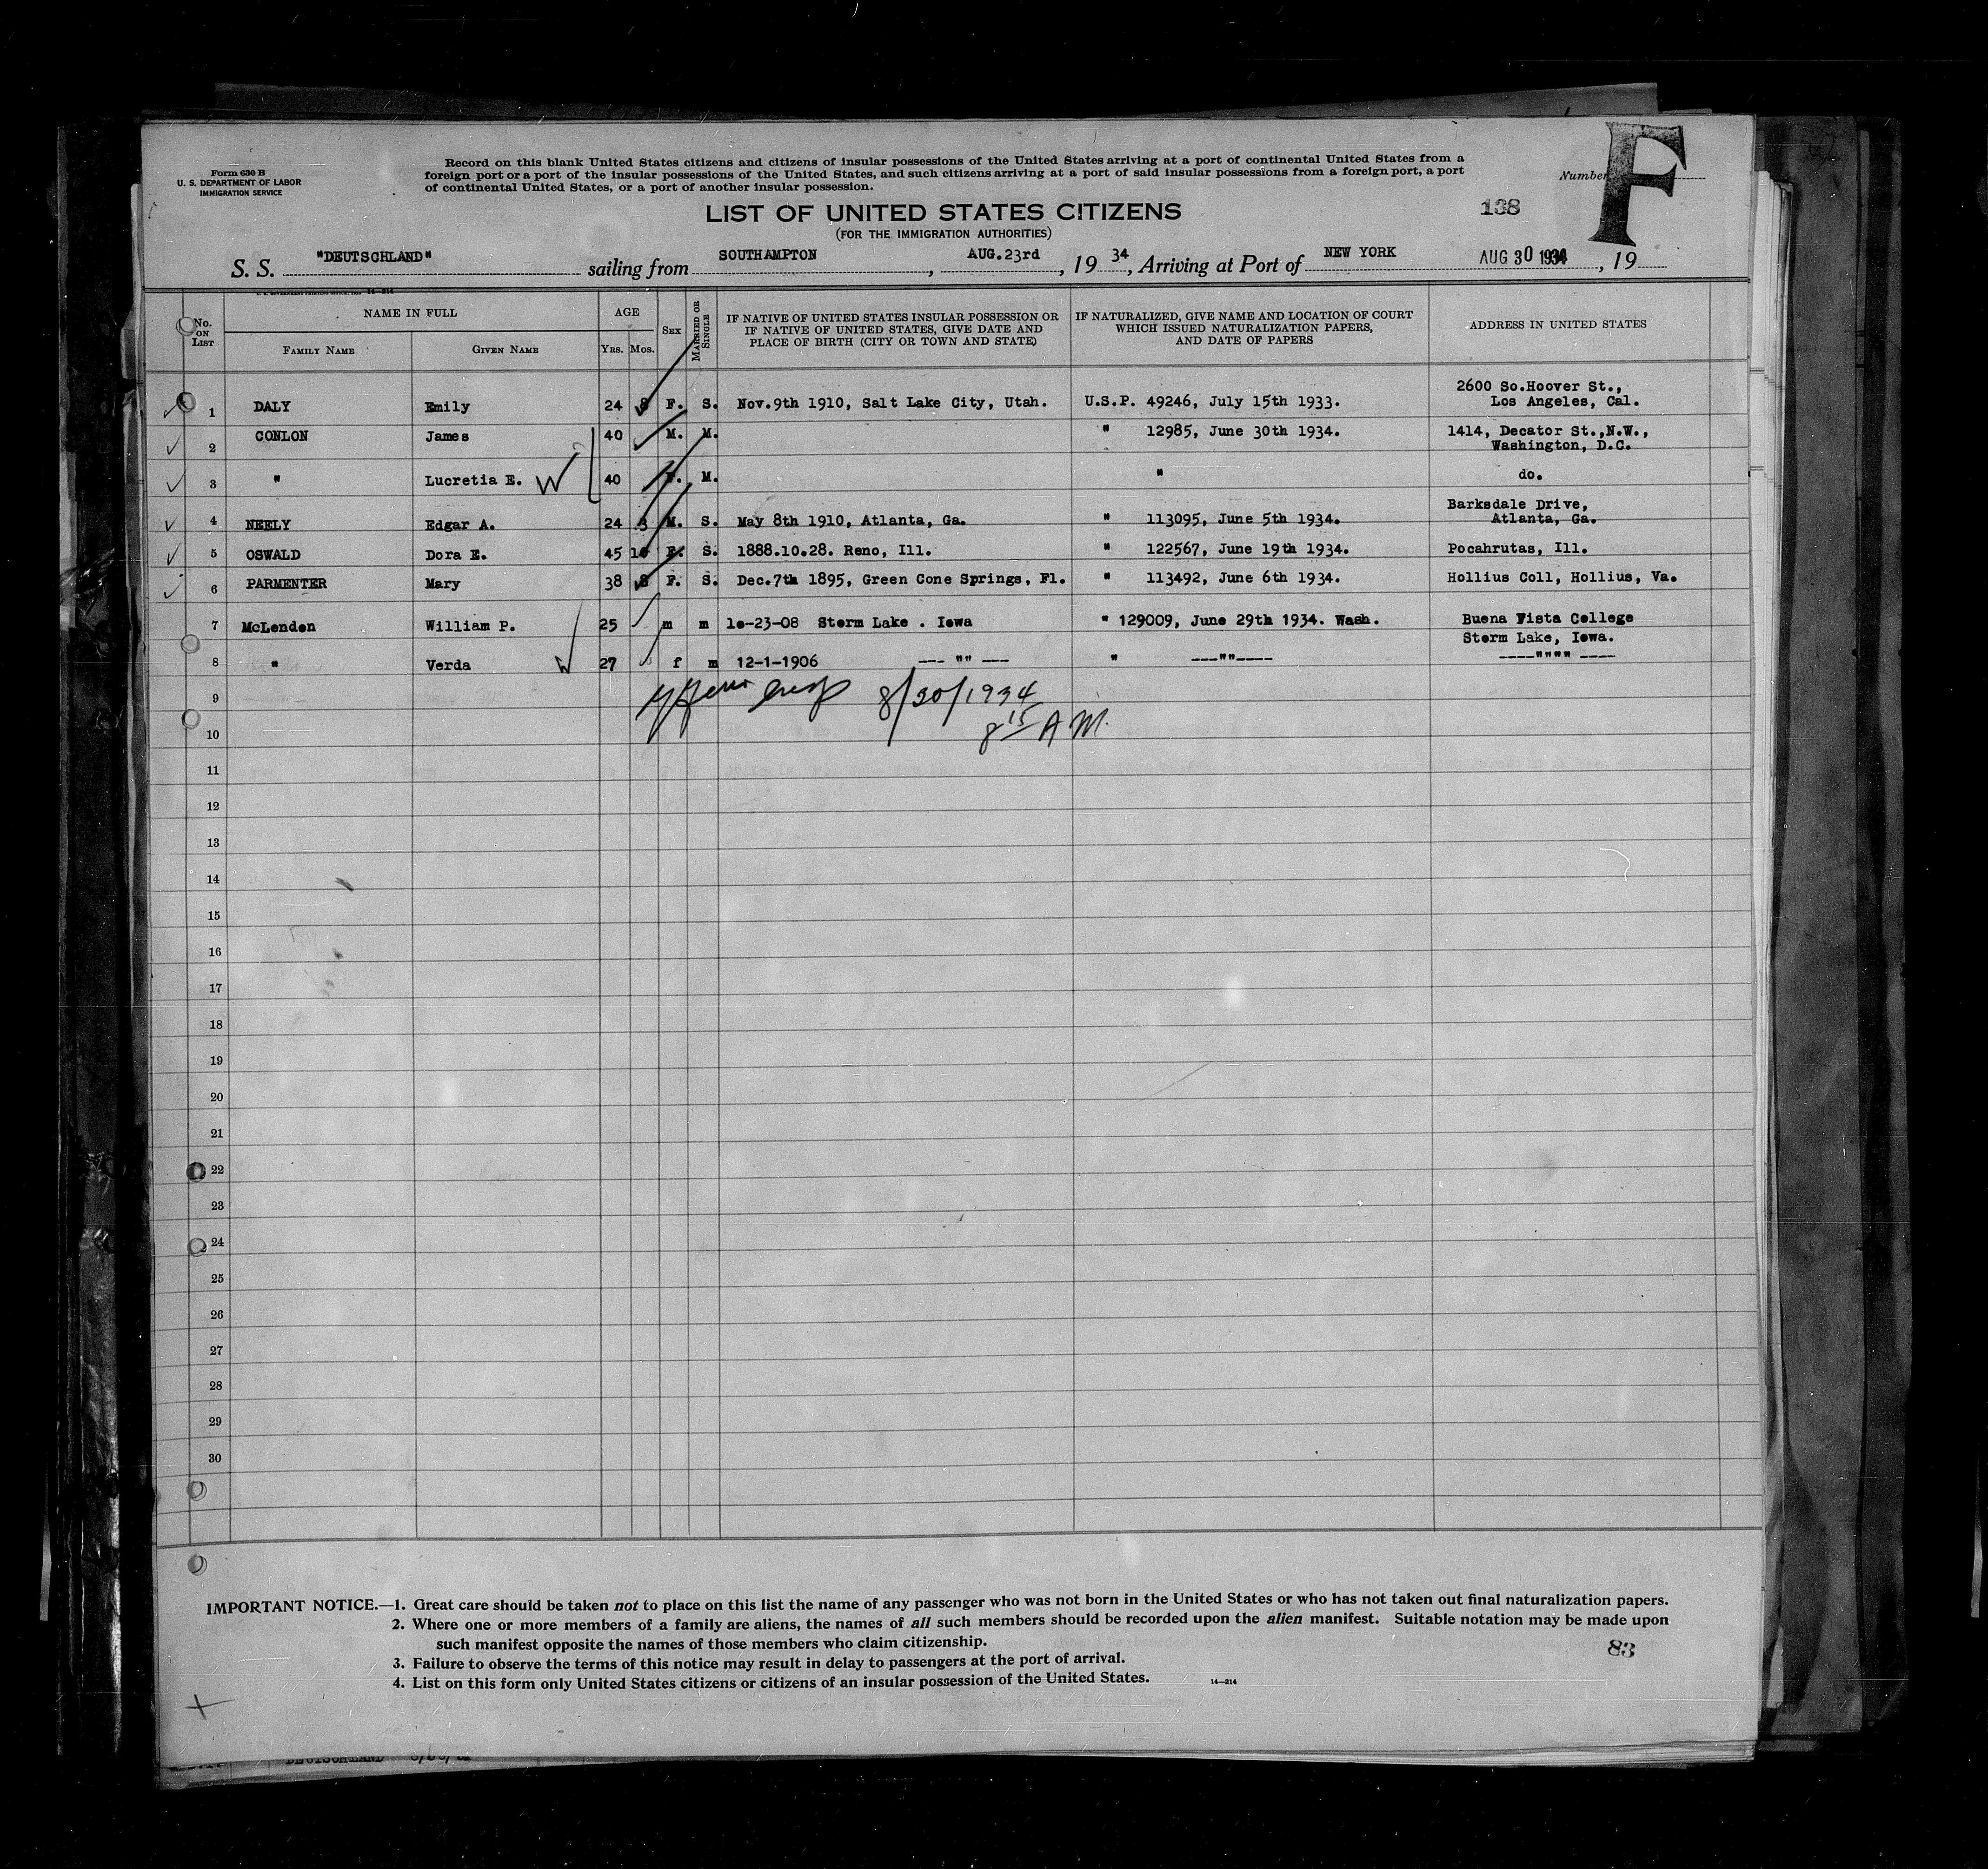 Form 630 B
U. S. DEPARTMENT OF LABOR
IMMIGRATION SERVICE
Record on this blank United States citizens and citizens of insular possessions of the United States arriving at a port of continental United States from a
foreign port or a port of the insular possessions of the United States, and such citizens arriving at a port of said insular possessions from a foreign port, a port
of continental United States, or a port of another insular possession.
Number
F
LIST OF UNITED STATES CITIZENS
138
(FOR THE IMMIGRATION AUTHORITIES)
S. S. "DEUTSCHLAND" sailing from SOUTHAMPTON, AUG.23rd, 19 34, Arriving at Port of NEW YORK AUG 30 1934, 19
No. ON LIST
NAME IN FULL
FAMILY NAME
GIVEN NAME
AGE
YRS. MOS.
SEX
MARRIED OR SINGLE
IF NATIVE OF UNITED STATES INSULAR POSSESSION OR
IF NATIVE OF UNITED STATES, GIVE DATE AND
PLACE OF BIRTH (CITY OR TOWN AND STATE)
IF NATURALIZED, GIVE NAME AND LOCATION OF COURT
WHICH ISSUED NATURALIZATION PAPERS,
AND DATE OF PAPERS
ADDRESS IN UNITED STATES
1 DALY Emily 24 8 F. S. Nov.9th 1910, Salt Lake City, Utah. U.S.P. 49246, July 15th 1933. 2600 So.Hoover St.,
Los Angeles, Cal.
2 CONLON James 40 M. M. " 12985, June 30th 1934. 1414, Decator St.,N.W.,
Washington, D.C.
3 " Lucretia E. W 40 F. M. " do.
4 NEELY Edgar A. 24 3 M. S. May 8th 1910, Atlanta, Ga. " 113095, June 5th 1934. Barksdale Drive,
Atlanta, Ga.
5 OSWALD Dora E. 45 10 F. S. 1888.10.28. Reno, Ill. " 122567, June 19th 1934. Pocahrutas, Ill.
6 PARMENTER Mary 38 8 F. S. Dec.7th 1895, Green Cone Springs, Fl. " 113492, June 6th 1934. Hollius Coll, Hollius, Va.
7 McLendon William P. 25 m m 1o-23-08 Storm Lake . Iowa " 129009, June 29th 1934. Wash. Buena Vista College
Storm Lake, Iowa.
8 " Verda W 27 f m 12-1-1906 --- "" --- " ---""---- ----"""" ----
8/30/1934
8 15 A M.
9
10
11
12
13
14
15
16
17
18
19
20
21
22
23
24
25
26
27
28
29
30
IMPORTANT NOTICE.—1. Great care should be taken not to place on this list the name of any passenger who was not born in the United States or who has not taken out final naturalization papers.
2. Where one or more members of a family are aliens, the names of all such members should be recorded upon the alien manifest. Suitable notation may be made upon
such manifest opposite the names of those members who claim citizenship.
3. Failure to observe the terms of this notice may result in delay to passengers at the port of arrival.
4. List on this form only United States citizens or citizens of an insular possession of the United States. 14—214
83
DEUTSCHLAND